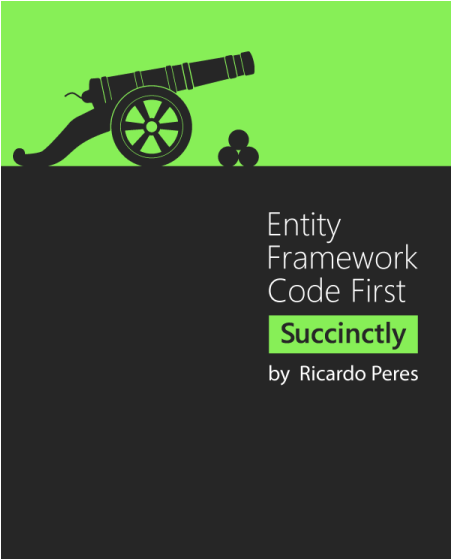 Entity
Framework
Code First
Succinctly
by Ricardo Peres